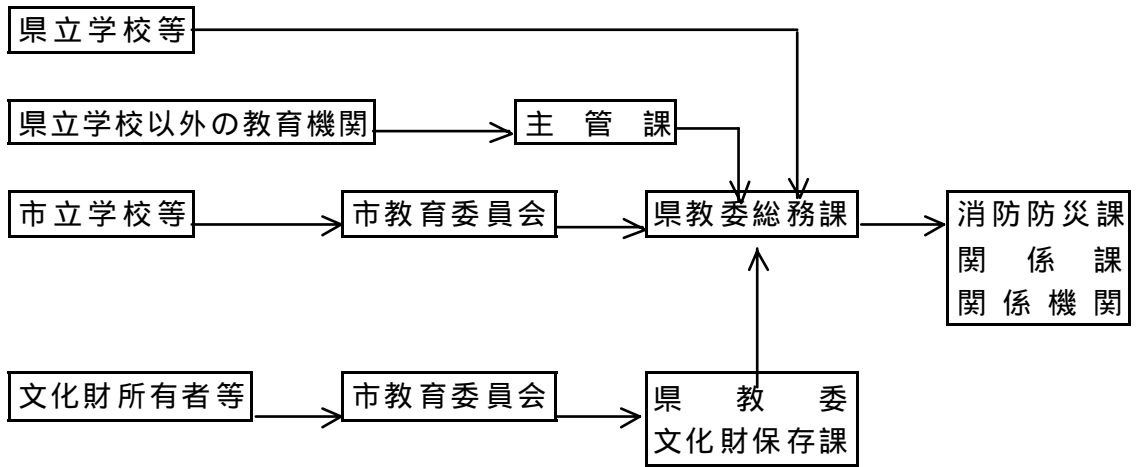 県立学校等
県立学校以外の教育機関
主管課
市立学校等
市教育委員会
県教委総務課
消防防災課
関係課
関係機関
文化財所有者等
市教育委員会
県教委
文化財保存課